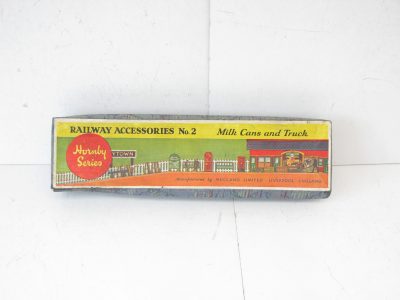 RAILWAY ACCESSORIES No. 2 Milk Cans and Truck
Hornby
Series
TOWN
Manufactured by MECCANO LIMITED LIVERPOOL ENGLAND